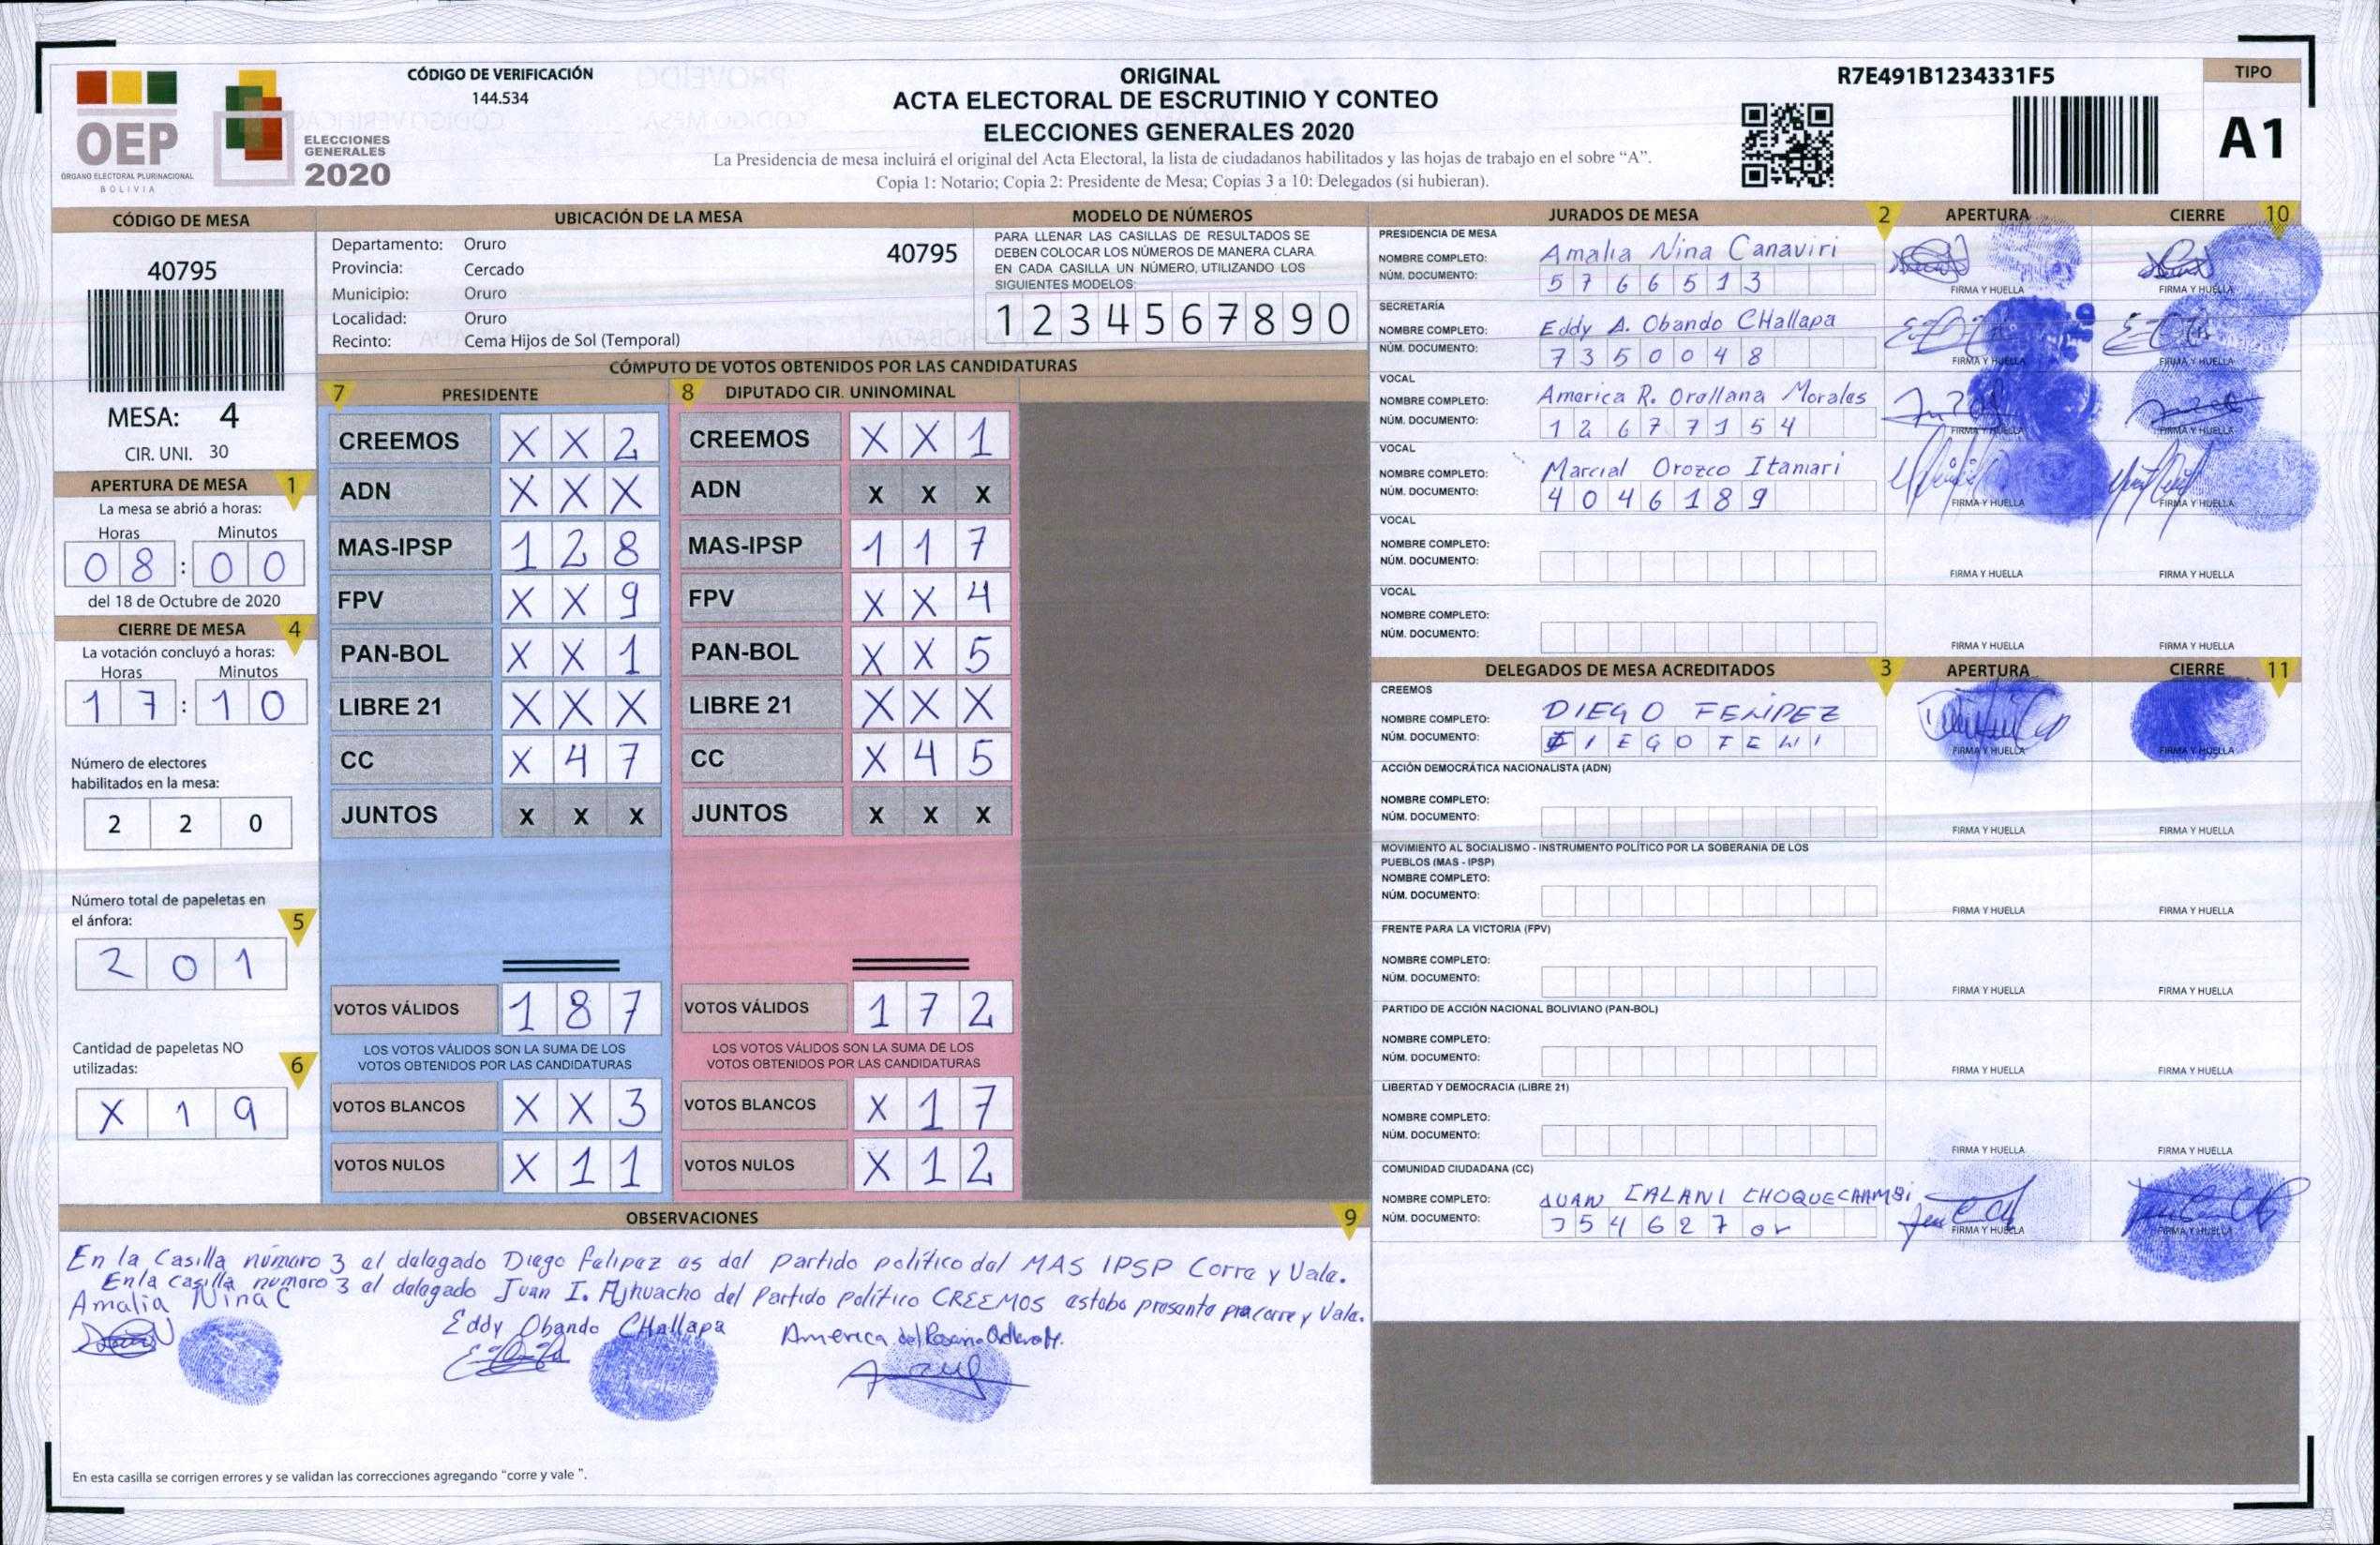 CÓDIGO DE VERIFICACIÓN
144.534
OEP
ÓRGANO ELECTORAL PLURINACIONAL
BOLIVIA
ELECCIONES
GENERALES
2020
ORIGINAL
ACTA ELECTORAL DE ESCRUTINIO Y CONTEO
ELECCIONES GENERALES 2020
La Presidencia de mesa incluirá el original del Acta Electoral, la lista de ciudadanos habilitados y las hojas de trabajo en el sobre “A”.
Copia 1: Notario; Copia 2: Presidente de Mesa; Copias 3 a 10: Delegados (si hubieran).
R7E491B1234331F5
TIPO
A1
CÓDIGO DE MESA
40795
MESA: 4
CIR. UNI. 30
APERTURA DE MESA 1
La mesa se abrió a horas:
Horas Minutos
08:00
del 18 de Octubre de 2020
CIERRE DE MESA 4
La votación concluyó a horas:
Horas Minutos
17:10
Número de electores
habilitados en la mesa:
2 2 0
Número total de papeletas en
el ánfora: 5
2 0 1
Cantidad de papeletas NO
utilizadas: 6
X 1 9
UBICACIÓN DE LA MESA
Departamento: Oruro 40795
Provincia: Cercado
Municipio: Oruro
Localidad: Oruro
Recinto: Cema Hijos de Sol (Temporal)
MODELO DE NÚMEROS
PARA LLENAR LAS CASILLAS DE RESULTADOS SE
DEBEN COLOCAR LOS NÚMEROS DE MANERA CLARA
EN CADA CASILLA UN NÚMERO, UTILIZANDO LOS
SIGUIENTES MODELOS:
1 2 3 4 5 6 7 8 9 0
CÓMPUTO DE VOTOS OBTENIDOS POR LAS CANDIDATURAS
7 PRESIDENTE
CREEMOS X X 2
ADN X X X
MAS-IPSP 1 2 8
FPV X X 9
PAN-BOL X X 1
LIBRE 21 X X X
CC X 4 7
JUNTOS X X X
VOTOS VÁLIDOS 1 8 7
LOS VOTOS VÁLIDOS SON LA SUMA DE LOS
VOTOS OBTENIDOS POR LAS CANDIDATURAS
VOTOS BLANCOS X X 3
VOTOS NULOS X 1 1
8 DIPUTADO CIR. UNINOMINAL
CREEMOS X X 1
ADN X X X
MAS-IPSP 1 1 7
FPV X X 4
PAN-BOL X X 5
LIBRE 21 X X X
CC X 4 5
JUNTOS X X X
VOTOS VÁLIDOS 1 7 2
LOS VOTOS VÁLIDOS SON LA SUMA DE LOS
VOTOS OBTENIDOS POR LAS CANDIDATURAS
VOTOS BLANCOS X 1 7
VOTOS NULOS X 1 2
JURADOS DE MESA 2 APERTURA CIERRE 10
PRESIDENCIA DE MESA
NOMBRE COMPLETO: Amalia Nina Canaviri
NÚM. DOCUMENTO: 5 7 6 6 5 1 3
FIRMA Y HUELLA FIRMA Y HUELLA
SECRETARÍA
NOMBRE COMPLETO: Eddy A. Obando CHallapa
NÚM. DOCUMENTO: 7 3 5 0 0 4 8
FIRMA Y HUELLA FIRMA Y HUELLA
VOCAL
NOMBRE COMPLETO: America R. Orellana Morales
NÚM. DOCUMENTO: 1 2 6 7 7 1 5 4
FIRMA Y HUELLA FIRMA Y HUELLA
VOCAL
NOMBRE COMPLETO: Marcial Orozco Itamari
NÚM. DOCUMENTO: 4 0 4 6 1 8 9
FIRMA Y HUELLA FIRMA Y HUELLA
VOCAL
NOMBRE COMPLETO:
NÚM. DOCUMENTO:
FIRMA Y HUELLA FIRMA Y HUELLA
VOCAL
NOMBRE COMPLETO:
NÚM. DOCUMENTO:
FIRMA Y HUELLA FIRMA Y HUELLA
DELEGADOS DE MESA ACREDITADOS 3 APERTURA CIERRE 11
CREEMOS
NOMBRE COMPLETO: DIEGO
NÚM. DOCUMENTO:
FIRMA Y HUELLA FIRMA Y HUELLA
ACCIÓN DEMOCRÁTICA NACIONALISTA (ADN)
NOMBRE COMPLETO:
NÚM. DOCUMENTO:
FIRMA Y HUELLA FIRMA Y HUELLA
MOVIMIENTO AL SOCIALISMO - INSTRUMENTO POLÍTICO POR LA SOBERANIA DE LOS
PUEBLOS (MAS - IPSP)
NOMBRE COMPLETO:
NÚM. DOCUMENTO:
FIRMA Y HUELLA FIRMA Y HUELLA
FRENTE PARA LA VICTORIA (FPV)
NOMBRE COMPLETO:
NÚM. DOCUMENTO:
FIRMA Y HUELLA FIRMA Y HUELLA
PARTIDO DE ACCIÓN NACIONAL BOLIVIANO (PAN-BOL)
NOMBRE COMPLETO:
NÚM. DOCUMENTO:
FIRMA Y HUELLA FIRMA Y HUELLA
LIBERTAD Y DEMOCRACIA (LIBRE 21)
NOMBRE COMPLETO:
NÚM. DOCUMENTO:
FIRMA Y HUELLA FIRMA Y HUELLA
COMUNIDAD CIUDADANA (CC)
NOMBRE COMPLETO: JUAN CALANI CHOQUECHAMBI
NÚM. DOCUMENTO: 3 5 4 6 2 7 or
FIRMA Y HUELLA FIRMA Y HUELLA
OBSERVACIONES 9
En la Casilla número 3 el delegado Diego Felipez es del Partido político del MAS IPSP Corre y Vale.
En la casilla numero 3 el delegado Juan I. Ajhuacho del Partido Político CREEMOS estaba presente corre y Vale.
Amalia Nina C
Eddy Obando CHallapa
America del Rosario
En esta casilla se corrigen errores y se validan las correcciones agregando “corre y vale ”.